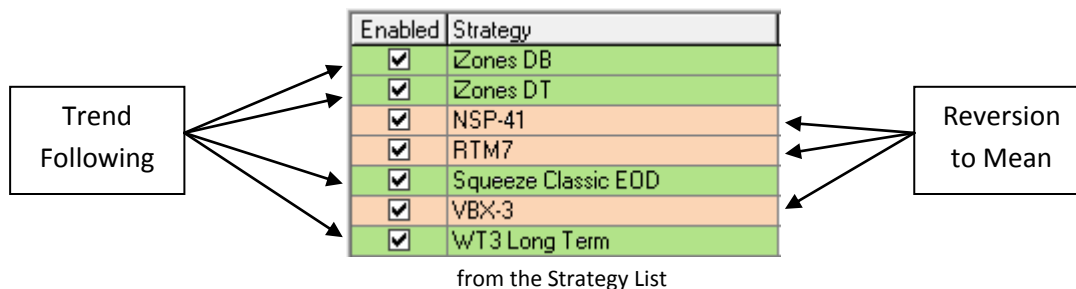 Enabled Strategy
iZones DB
iZones DT
NSP-41
RTM7
Squeeze Classic EOD
VBX-3
WT3 Long Term
Trend
Following
Reversion
to Mean
from the Strategy List